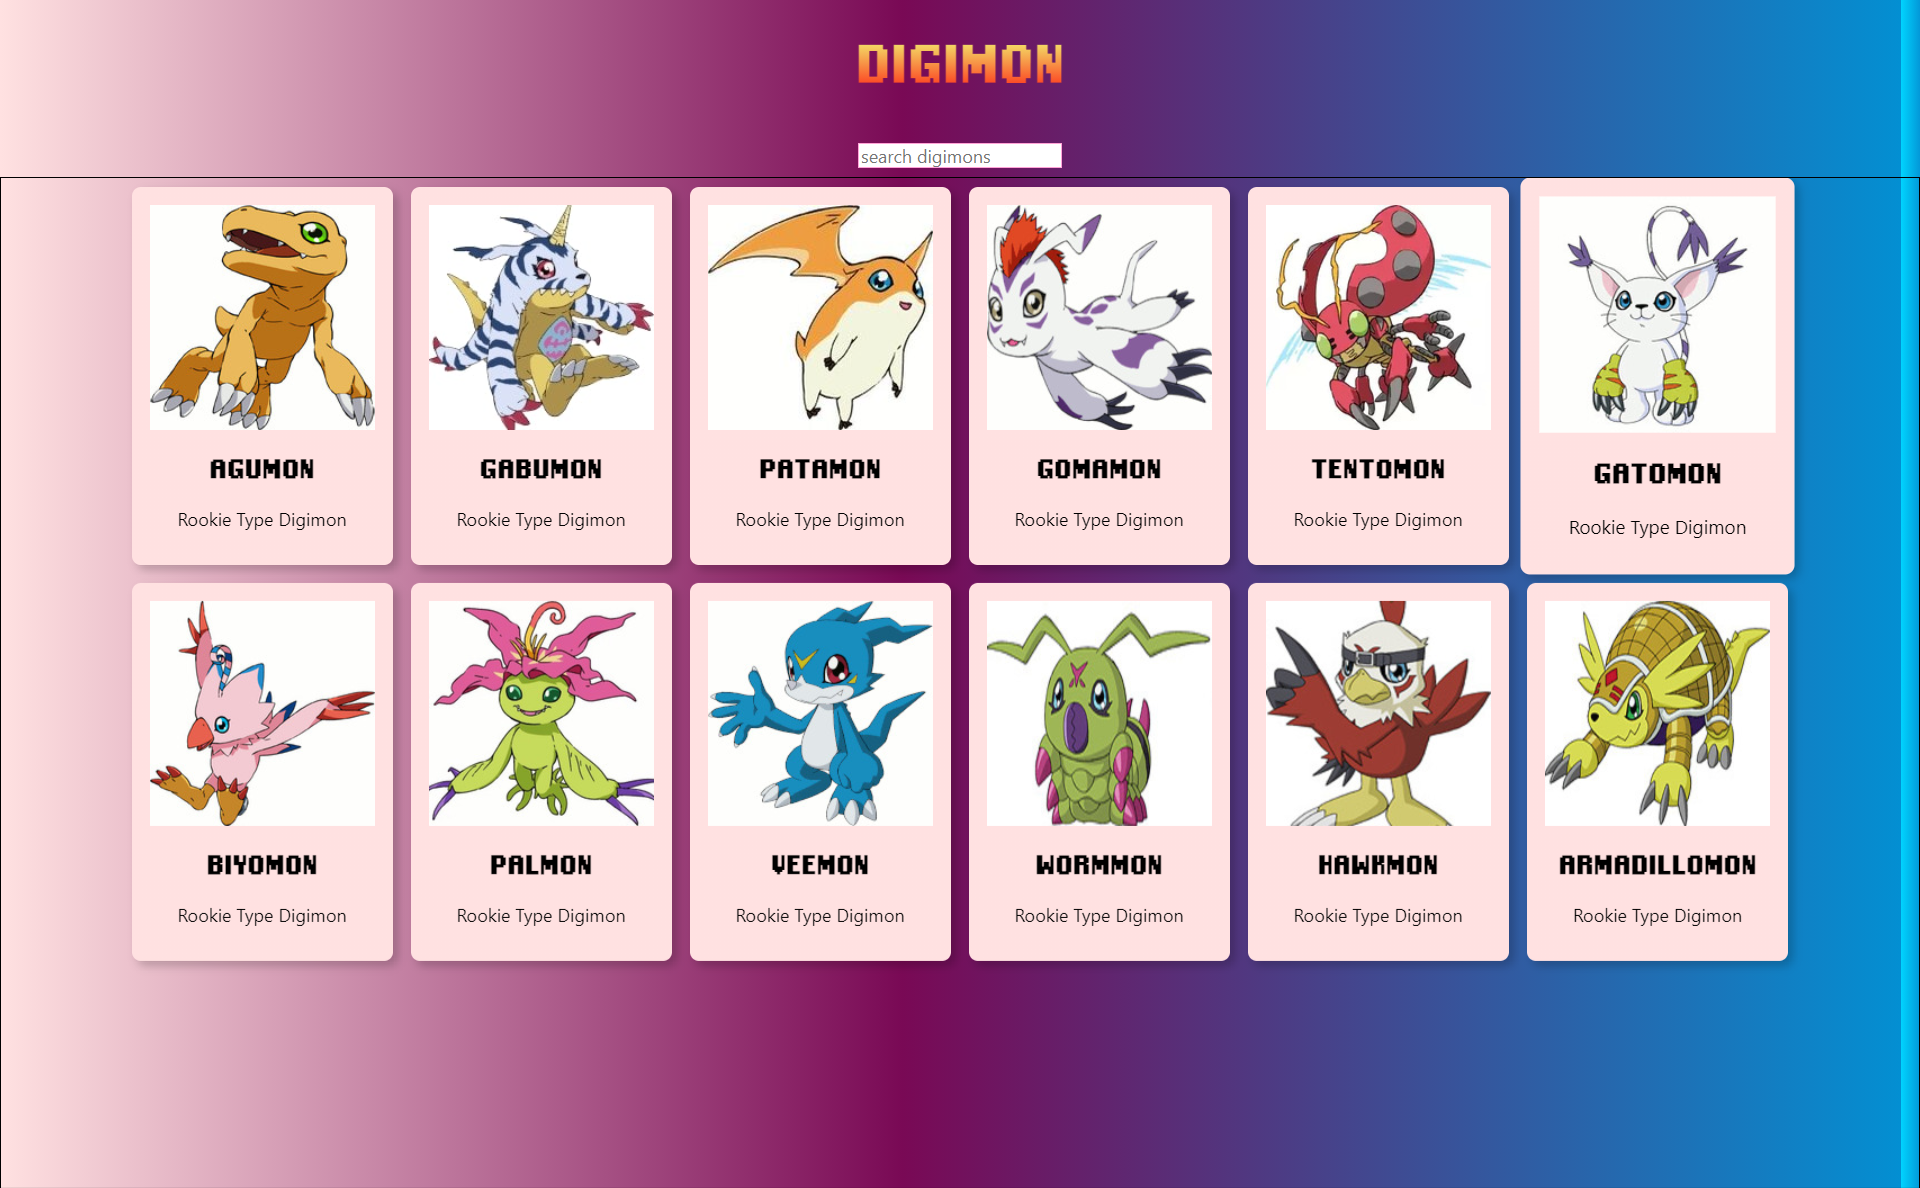 DIGIMON
search digimons
AGUMON
Rookie Type Digimon
GABUMON
Rookie Type Digimon
PATAMON
Rookie Type Digimon
GOMAMON
Rookie Type Digimon
TENTOMON
Rookie Type Digimon
GATOMON
Rookie Type Digimon
BIYOMON
Rookie Type Digimon
PALMON
Rookie Type Digimon
VEEMON
Rookie Type Digimon
WORMMON
Rookie Type Digimon
HAWKMON
Rookie Type Digimon
ARMADILLOMON
Rookie Type Digimon